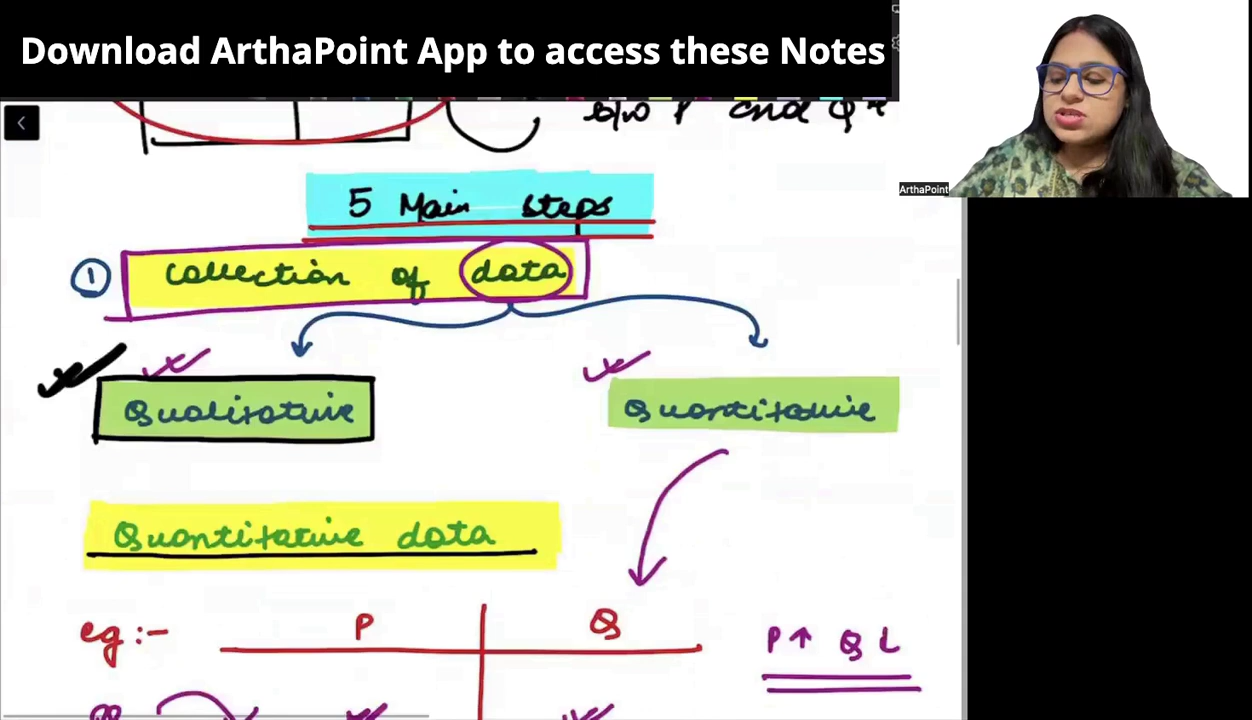 Download ArthaPoint App to access these Notes
b/w P and Q
ArthaPoint
5 Main steps
① Collection of data
Qualitative
Quantitative
Quantitative data
eg :- P Q
P↑ Q↓